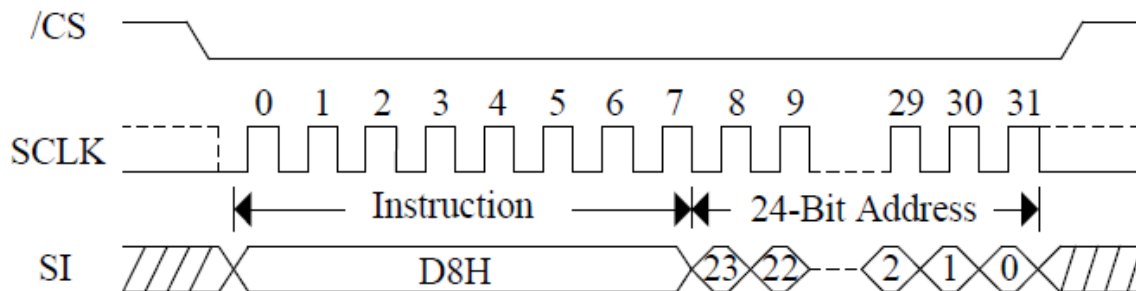 /CS
0 1 2 3 4 5 6 7 8 9 29 30 31
SCLK
Instruction 24-Bit Address
SI D8H 23 22 2 1 0